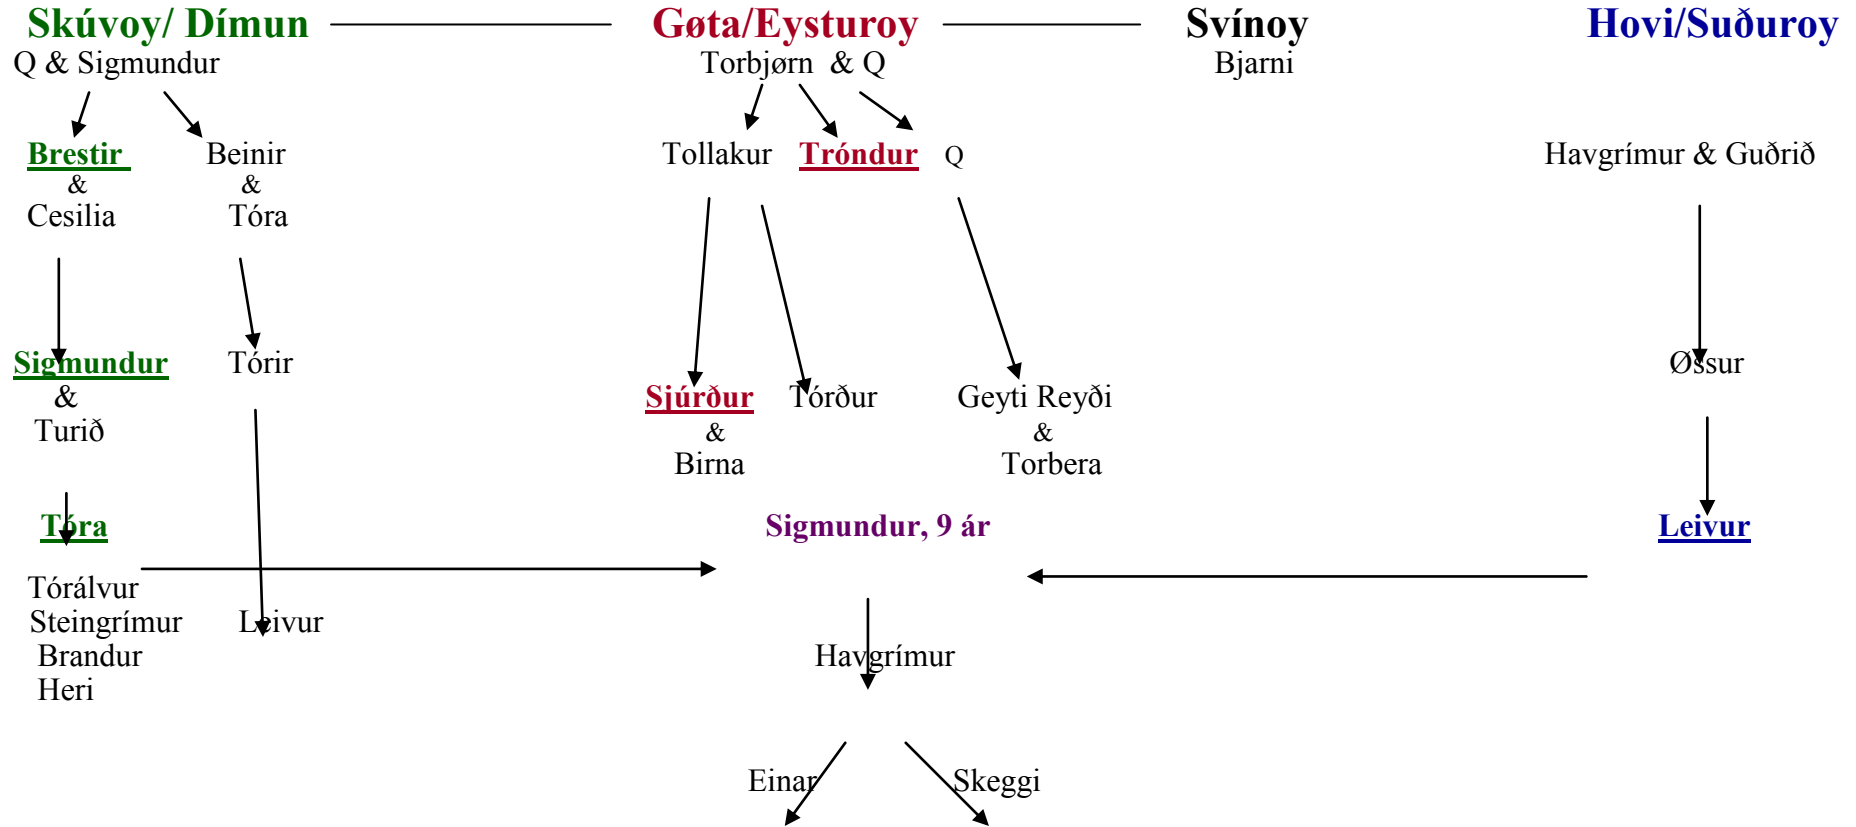 Skúvoy/ Dímun Gøta/Eysturoy Svínoy Hovi/Suðuroy
Q & Sigmundur Torbjørn & Q Bjarni
Brestir Beinir Tollakur Tróndur Q Havgrímur & Guðrið
& &
Cesilia Tóra
Sigmundur Tórir Øssur
& Sjúrður Tórður Geyti Reyði
Turið & &
Birna Torbera
Tóra Sigmundur, 9 ár Leivur
Tórálvur
Steingrímur Leivur
Brandur Havgrímur
Heri
Einar Skeggi